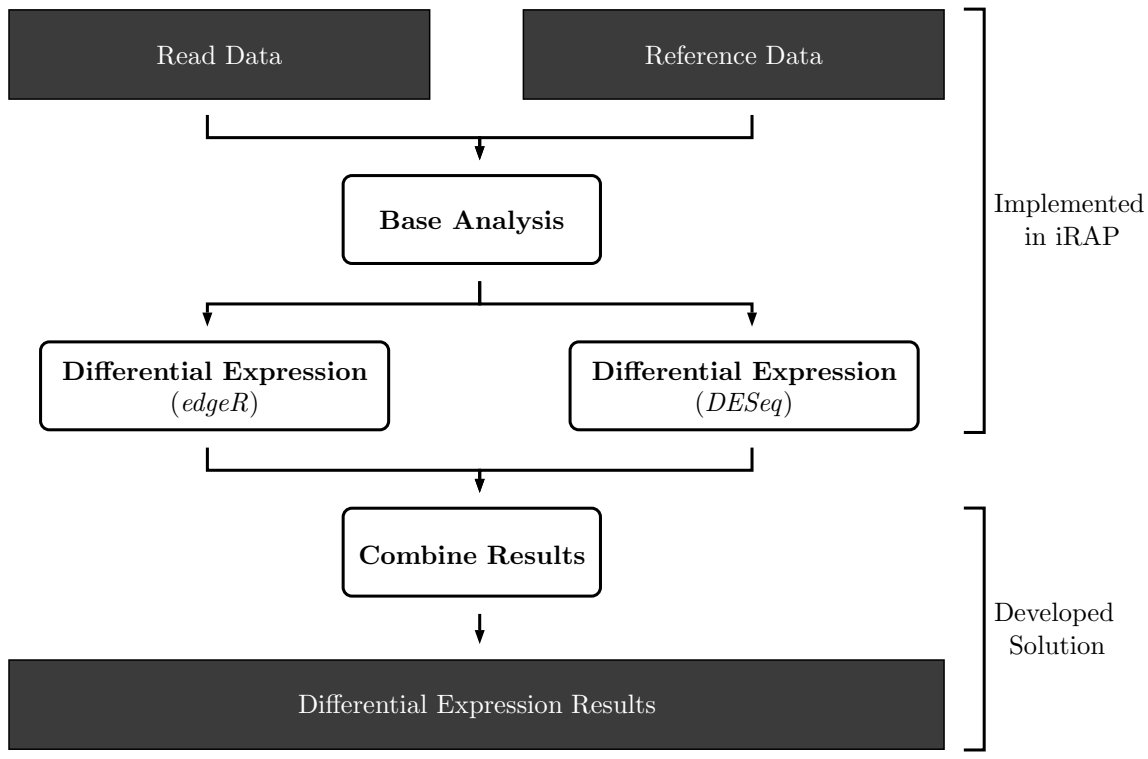 Read Data
Reference Data
Base Analysis
Implemented
in iRAP
Differential Expression
(edgeR)
Differential Expression
(DESeq)
Combine Results
Developed
Solution
Differential Expression Results